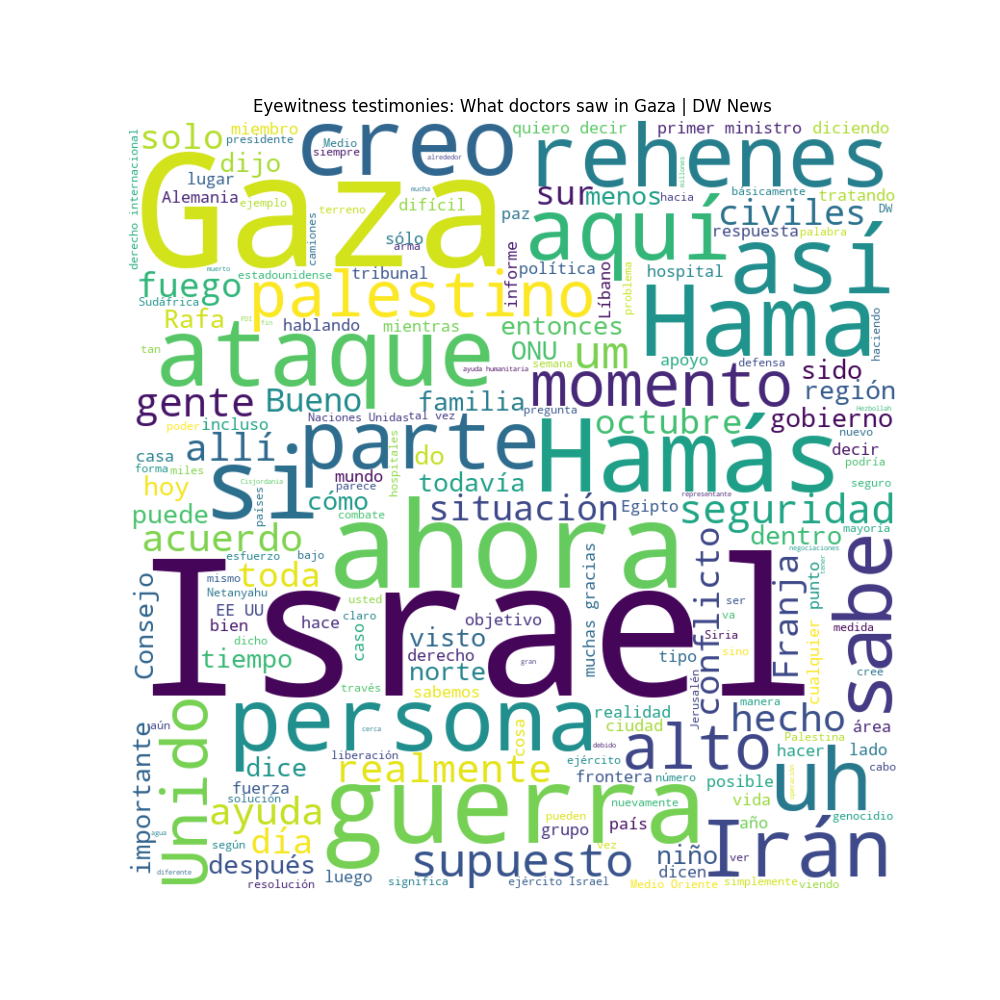 Eyewitness testimonies: What doctors saw in Gaza | DW News
solo
miembro
presidente
creo
Medio
siempre
alrededor
quiero decir
primer ministro
diciendo
rehenes
dijo
lugar
Alemania
ejemplo
Gaza
derecho internacional
mucha
terreno
difícil
sur
menos
hacia
millones
básicamente
tratando
DW
aquí
civiles
respuesta
palabra
camiones
sólo
arma
paz
así
fuego
muerto
estadounidense
tribunal
palestino
informe
política
Líbano
problema
hospital
Sudáfrica
Rafa
PDI
fin
hablando
mientras
entonces
Hama
haciendo
tan
ataque
ONU
um
apoyo
defensa
semana
ayuda humanitaria
momento
sido
región
gente
Bueno
familia
Naciones Unidas
tal vez
pregunta
octubre
gobierno
Hezbollah
nuevo
poder
incluso
allí
parte
do
Hamás
decir
casa
forma
miles
si
mundo
parece
hospitales
todavía
podría
hoy
Cisjordania
países
cómo
situación
Egipto
representante
seguro
puede
combate
seguridad
mayoría
acuerdo
ahora
dentro
esfuerzo
bajo
negociaciones
Consejo
toda
mismo
Netanyahu
EE UU
bien
hace
usted
claro
caso
Israel
objetivo
visto
muchas gracias
conflicto
ser
va
Siria
Franja
punto
cualquier
tener
medida
sabe
dicho
tiempo
derecho
norte
gran
tipo
sino
cree
través
sabemos
Jerusalén
manera
importante
aún
Unido
persona
cerca
cosa
realidad
ciudad
hecho
área
Palestina
liberación
debido
alto
hacer
lado
dice
realmente
ejército
frontera
número
posible
operación
uh
cabo
fuerza
solución
ayuda
guerra
nuevamente
vida
pueden
grupo
país
año
genocidio
agua
según
día
vez
después
supuesto
niño
ver
Irán
diferente
resolución
luego
significa
ejército Israel
dicen
Medio Oriente
simplemente
viendo